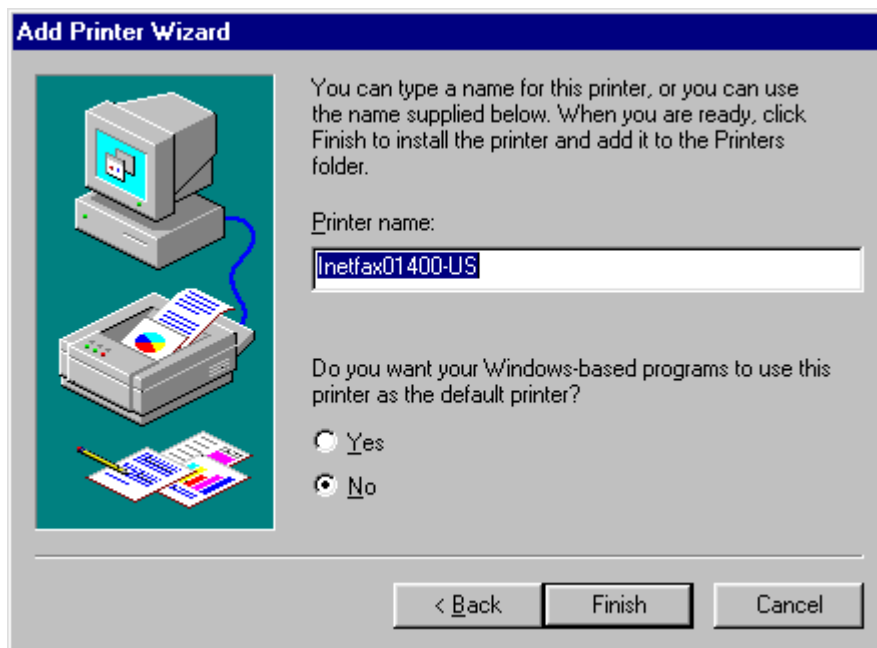 Add Printer Wizard
You can type a name for this printer, or you can use
the name supplied below. When you are ready, click
Finish to install the printer and add it to the Printers
folder.
Printer name:
Inetfax01400-US
Do you want your Windows-based programs to use this
printer as the default printer?
Yes
No
< Back Finish Cancel